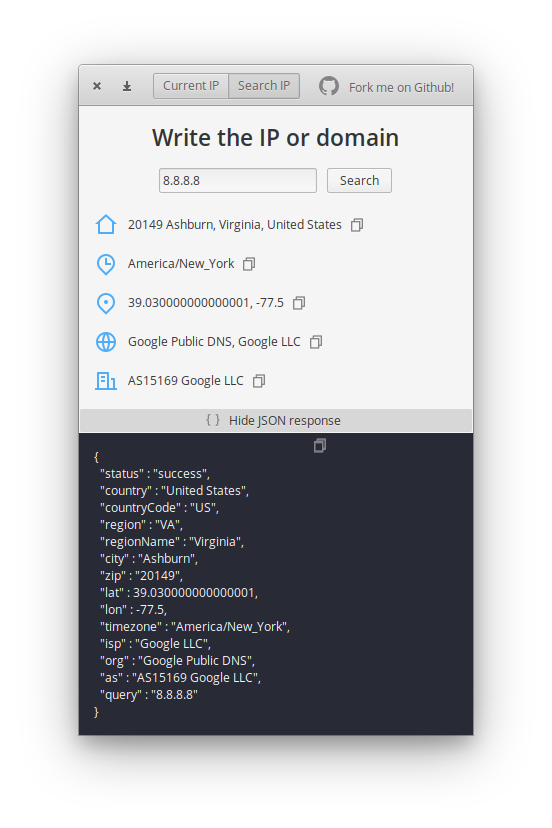 Current IP Search IP Fork me on Github!
Write the IP or domain
8.8.8.8 Search
20149 Ashburn, Virginia, United States
America/New_York
39.030000000000001, -77.5
Google Public DNS, Google LLC
AS15169 Google LLC
{ } Hide JSON response
{
"status" : "success",
"country" : "United States",
"countryCode" : "US",
"region" : "VA",
"regionName" : "Virginia",
"city" : "Ashburn",
"zip" : "20149",
"lat" : 39.030000000000001,
"lon" : -77.5,
"timezone" : "America/New_York",
"isp" : "Google LLC",
"org" : "Google Public DNS",
"as" : "AS15169 Google LLC",
"query" : "8.8.8.8"
}